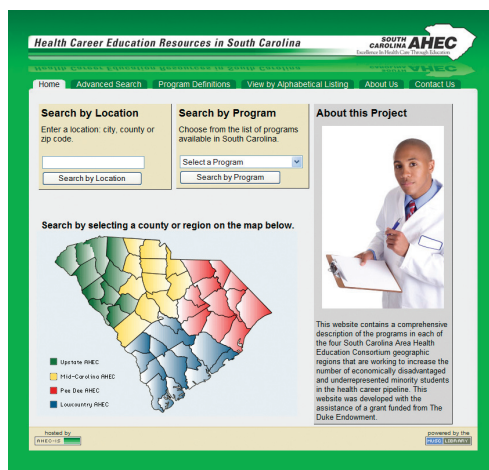 Health Career Education Resources in South Carolina
SOUTH
CAROLINA AHEC
Excellence In Health Care Through Education
Home
Advanced Search
Program Definitions
View by Alphabetical Listing
About Us
Contact Us
Search by Location
Enter a location: city, county or
zip code.
Search by Location
Search by Program
Choose from the list of programs
available in South Carolina.
Select a Program
Search by Program
Search by selecting a county or region on the map below.
Upstate AHEC
Mid-Carolina AHEC
Pee Dee AHEC
Lowcountry AHEC
About this Project
This website contains a comprehensive
description of the programs in each of
the four South Carolina Area Health
Education Consortium geographic
regions that are working to increase the
number of economically disadvantaged
and underrepresented minority students
in the health career pipeline. This
website was developed with the
assistance of a grant funded from The
Duke Endowment.
hosted by
AHEC-IS
powered by the
MUSC LIBRARY